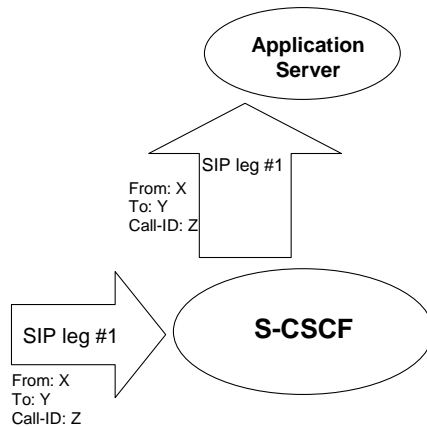 Application
Server
SIP leg #1
From: X
To: Y
Call-ID: Z
SIP leg #1
From: X
To: Y
Call-ID: Z
S-CSCF